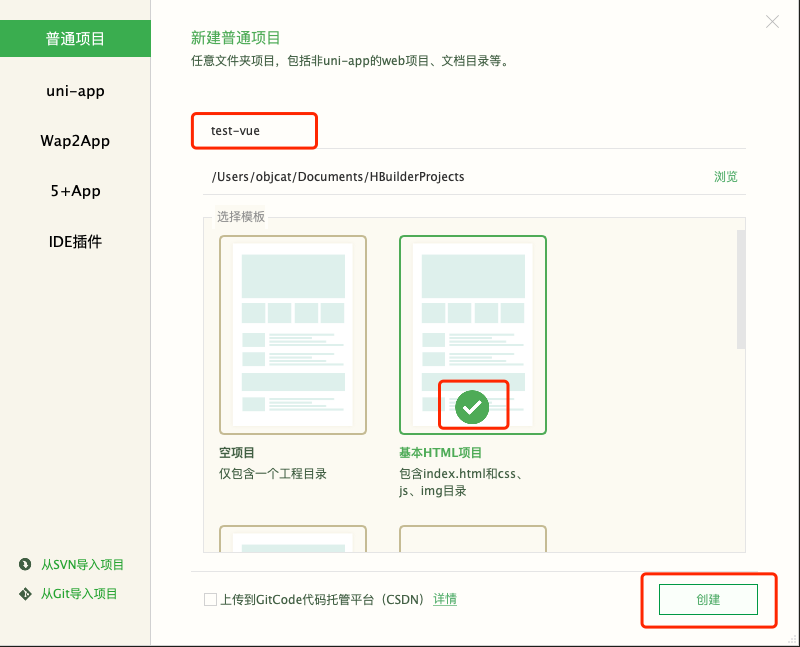 普通项目
uni-app
Wap2App
5+App
IDE插件
从SVN导入项目
从Git导入项目
新建普通项目
任意文件夹项目，包括非uni-app的web项目、文档目录等。
test-vue
/Users/objcat/Documents/HBuilderProjects
浏览
选择模板
空项目
仅包含一个工程目录
基本HTML项目
包含index.html和css、
js、img目录
上传到GitCode代码托管平台（CSDN） 详情
创建